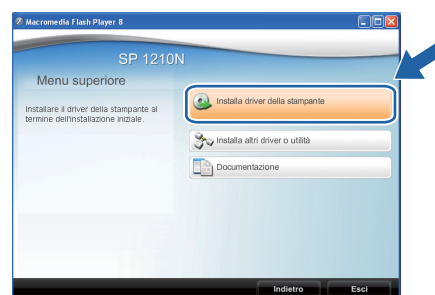 Macromedia Flash Player 8
SP 1210N
Menu superiore
Installare il driver della stampante al
termine dell'installazione iniziale.
Installa driver della stampante
Installa altri driver o utilità
Documentazione
Indietro
Esci